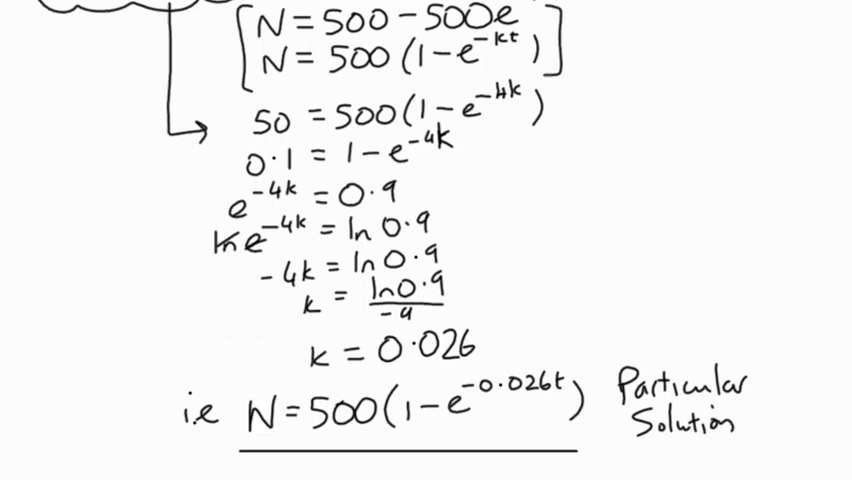 N = 500 - 500e
N = 500 (1 - e^-kt)
50 = 500(1 - e^-4k)
0.1 = 1 - e^-4k
e^-4k = 0.9
ln e^-4k = ln 0.9
-4k = ln 0.9
k = ln 0.9 / -4
k = 0.026
i.e N = 500(1 - e^-0.026t) Particular Solution